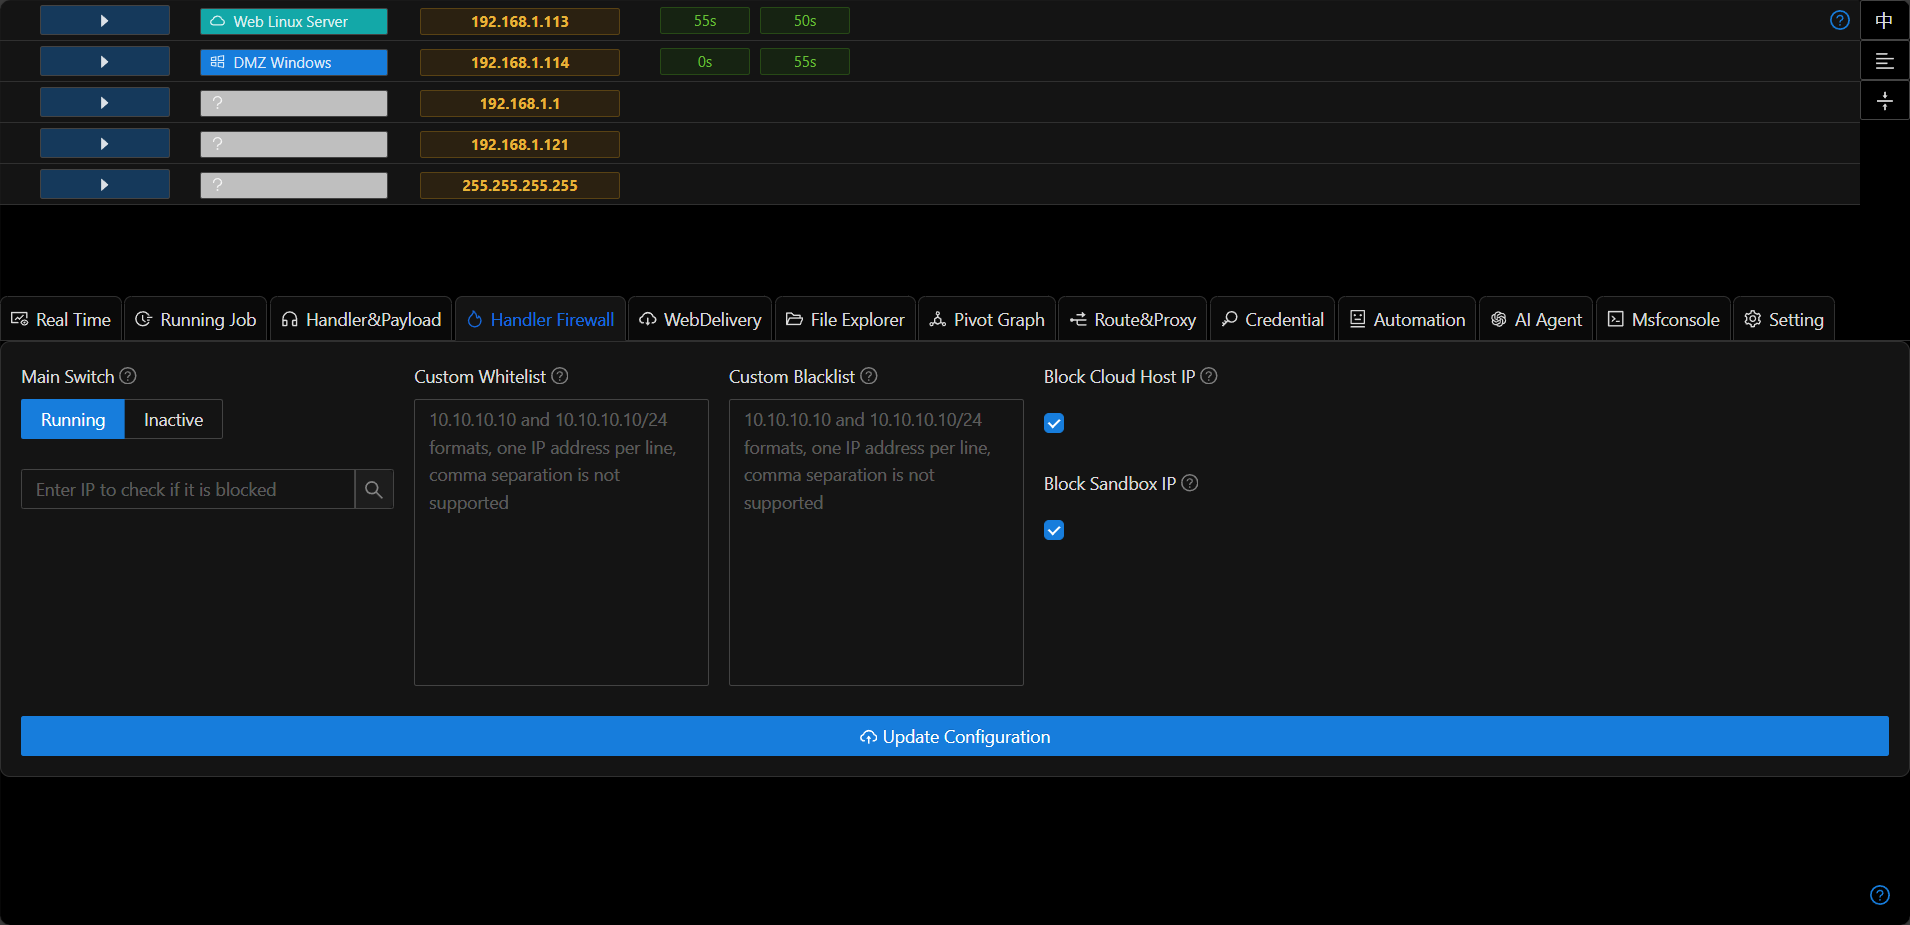 Web Linux Server 192.168.1.113 55s 50s
中
DMZ Windows 192.168.1.114 0s 55s
192.168.1.1
192.168.1.121
255.255.255.255
Real Time Running Job Handler&Payload Handler Firewall WebDelivery File Explorer Pivot Graph Route&Proxy Credential Automation AI Agent Msfconsole Setting
Main Switch
Running Inactive
Enter IP to check if it is blocked
Custom Whitelist
10.10.10.10 and 10.10.10.10/24
formats, one IP address per line,
comma separation is not
supported
Custom Blacklist
10.10.10.10 and 10.10.10.10/24
formats, one IP address per line,
comma separation is not
supported
Block Cloud Host IP
Block Sandbox IP
Update Configuration